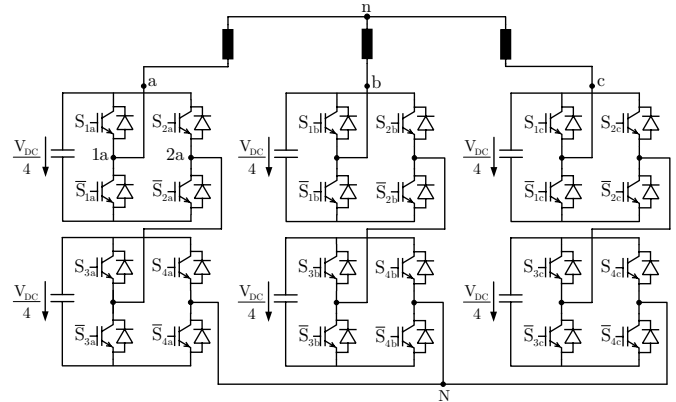 n
a
b
c
S1a
S2a
S1b
S2b
S1c
S2c
VDC/4
1a
2a
VDC/4
VDC/4
S̅1a
S̅2a
S̅1b
S̅2b
S̅1c
S̅2c
S3a
S4a
S3b
S4b
S3c
S4c
VDC/4
VDC/4
VDC/4
S̅3a
S̅4a
S̅3b
S̅4b
S̅3c
S̅4c
N